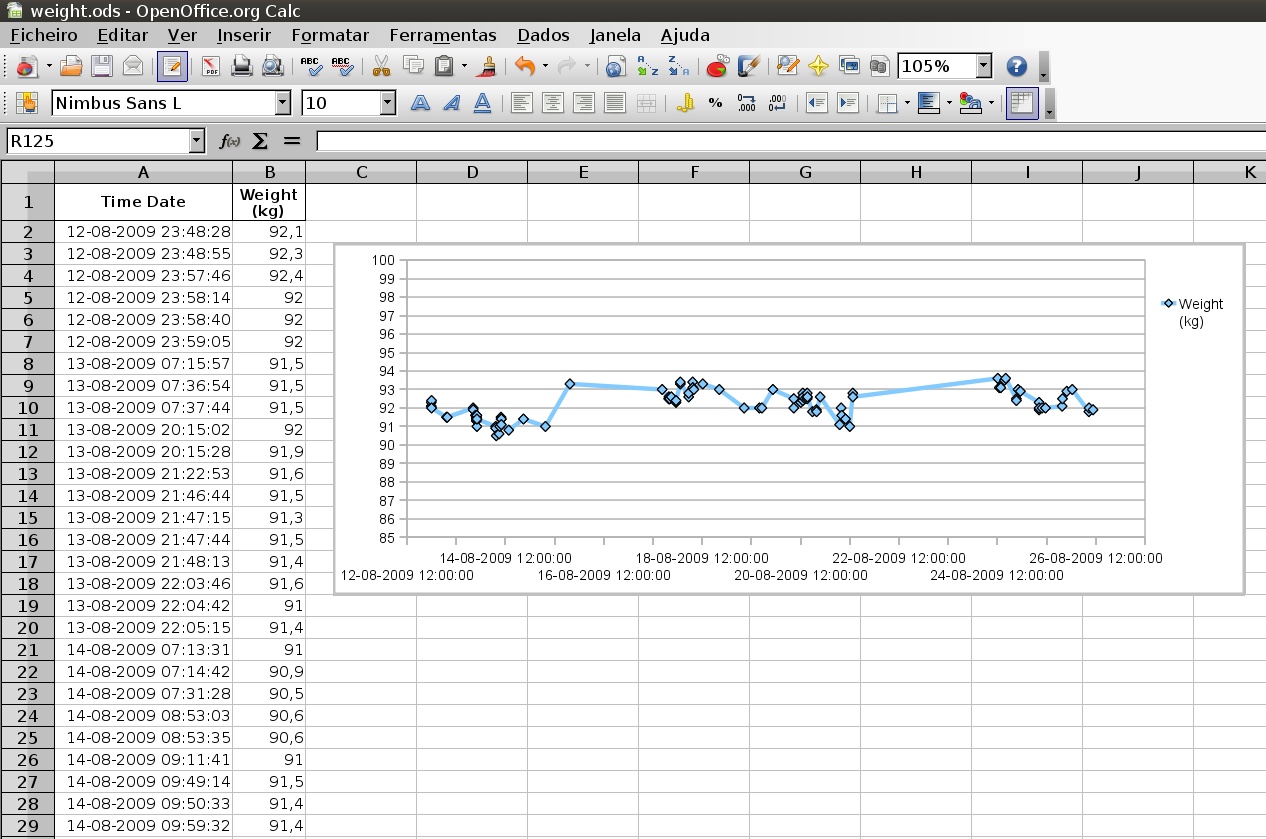 weight.ods - OpenOffice.org Calc
Ficheiro Editar Ver Inserir Formatar Ferramentas Dados Janela Ajuda
PDF ABC ABC A Z Z A 105% ?
Nimbus Sans L 10 A A A % 0,00 ,000 ,000 0,00
R125 f(x) Σ =
A B C D E F G H I J K
1 Time Date Weight (kg)
2 12-08-2009 23:48:28 92,1
3 12-08-2009 23:48:55 92,3
4 12-08-2009 23:57:46 92,4
5 12-08-2009 23:58:14 92
6 12-08-2009 23:58:40 92
7 12-08-2009 23:59:05 92
8 13-08-2009 07:15:57 91,5
9 13-08-2009 07:36:54 91,5
10 13-08-2009 07:37:44 91,5
11 13-08-2009 20:15:02 92
12 13-08-2009 20:15:28 91,9
13 13-08-2009 21:22:53 91,6
14 13-08-2009 21:46:44 91,5
15 13-08-2009 21:47:15 91,3
16 13-08-2009 21:47:44 91,5
17 13-08-2009 21:48:13 91,4
18 13-08-2009 22:03:46 91,6
19 13-08-2009 22:04:42 91
20 13-08-2009 22:05:15 91,4
21 14-08-2009 07:13:31 91
22 14-08-2009 07:14:42 90,9
23 14-08-2009 07:31:28 90,5
24 14-08-2009 08:53:03 90,6
25 14-08-2009 08:53:35 90,6
26 14-08-2009 09:11:41 91
27 14-08-2009 09:49:14 91,5
28 14-08-2009 09:50:33 91,4
29 14-08-2009 09:59:32 91,4
100
99
98
97
96
95
94
93
92
91
90
89
88
87
86
85
14-08-2009 12:00:00 18-08-2009 12:00:00 22-08-2009 12:00:00 26-08-2009 12:00:00
12-08-2009 12:00:00 16-08-2009 12:00:00 20-08-2009 12:00:00 24-08-2009 12:00:00
Weight
(kg)